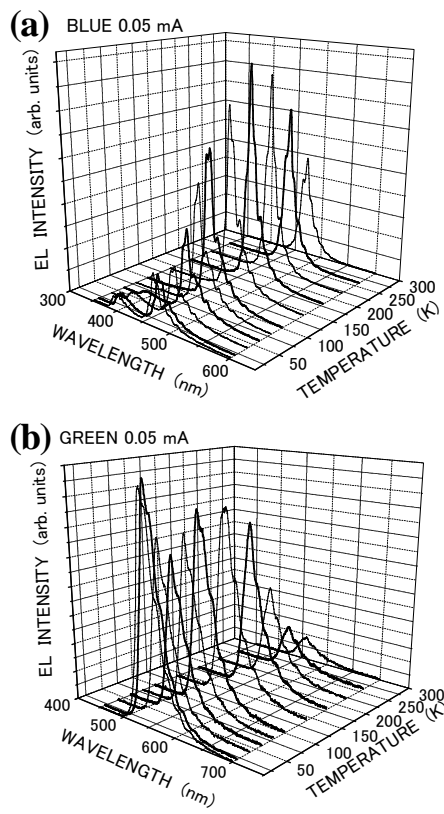 (a) BLUE 0.05 mA
EL INTENSITY (arb. units)
300
400
500
600
WAVELENGTH (nm)
50
100
150
200
250
300
TEMPERATURE (K)
(b) GREEN 0.05 mA
EL INTENSITY (arb. units)
400
500
600
700
WAVELENGTH (nm)
50
100
150
200
250
300
TEMPERATURE (K